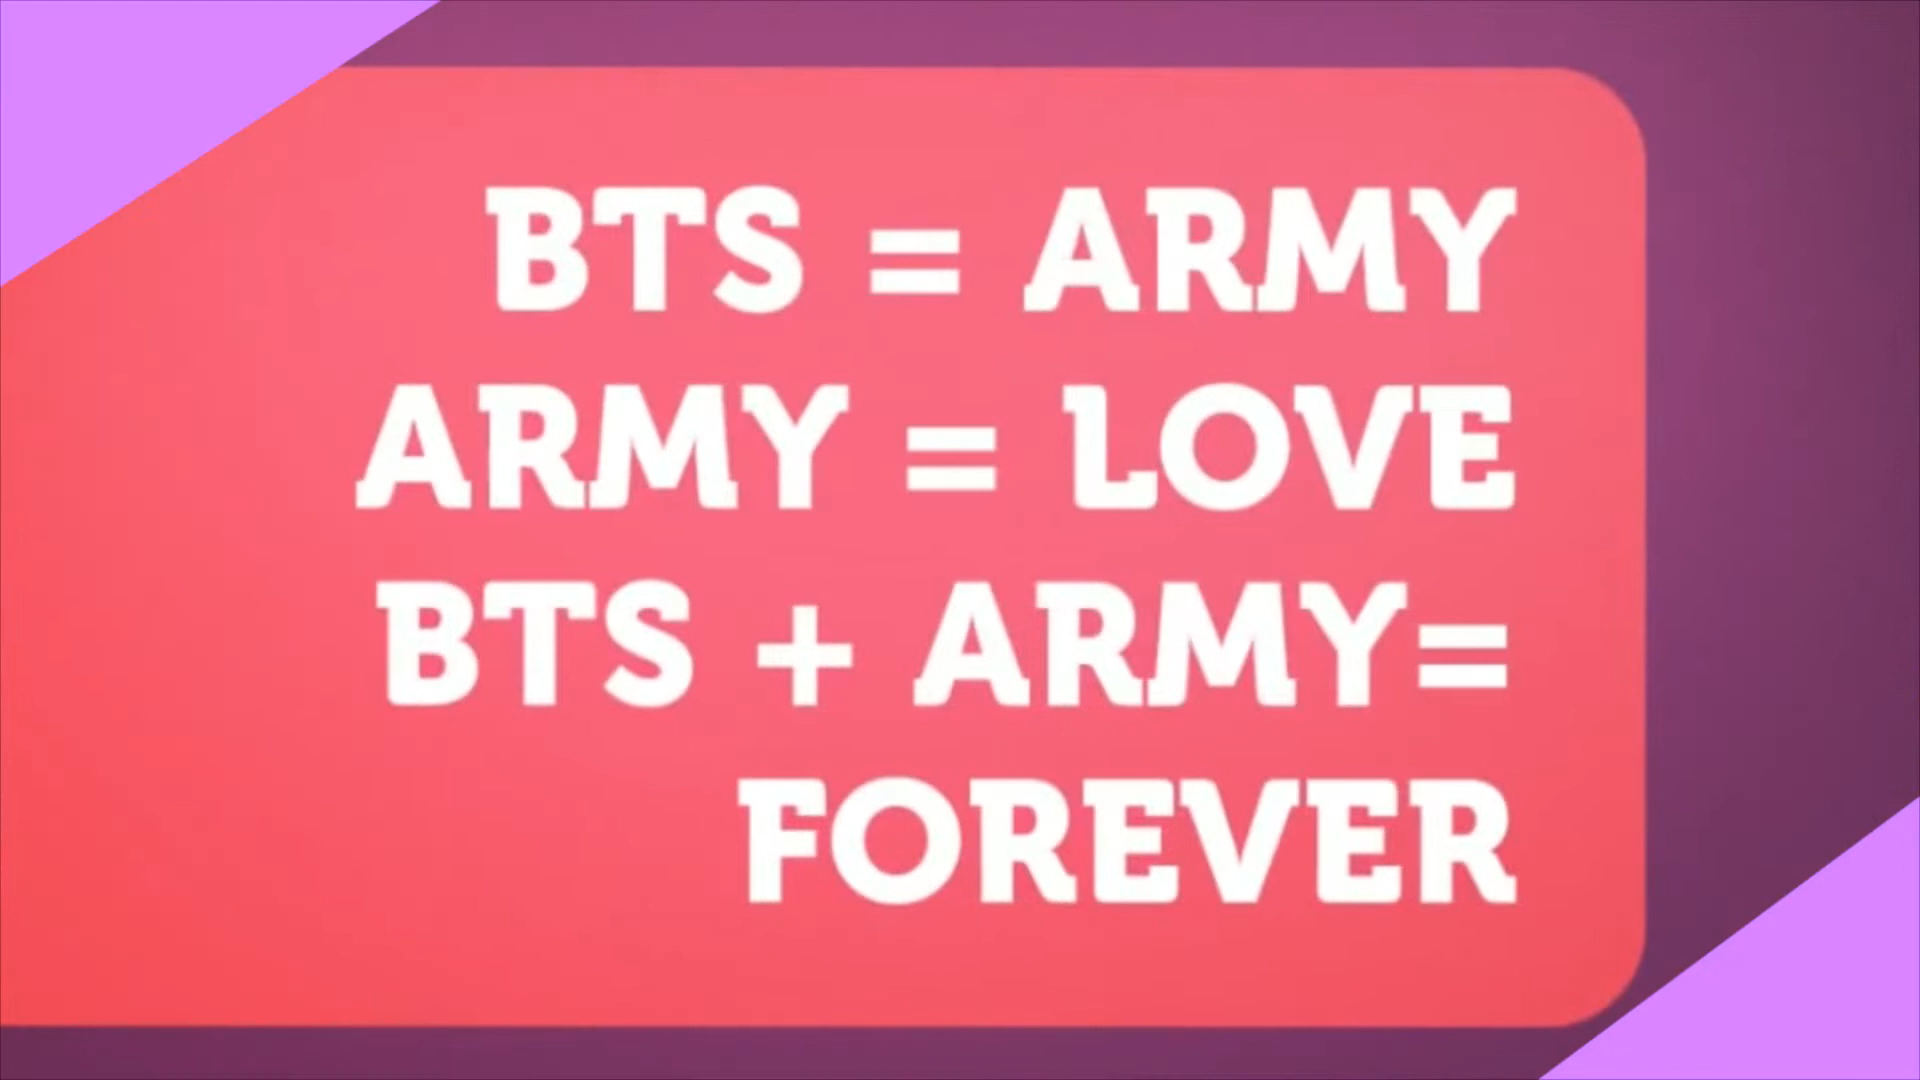 BTS = ARMY
ARMY = LOVE
BTS + ARMY=
FOREVER